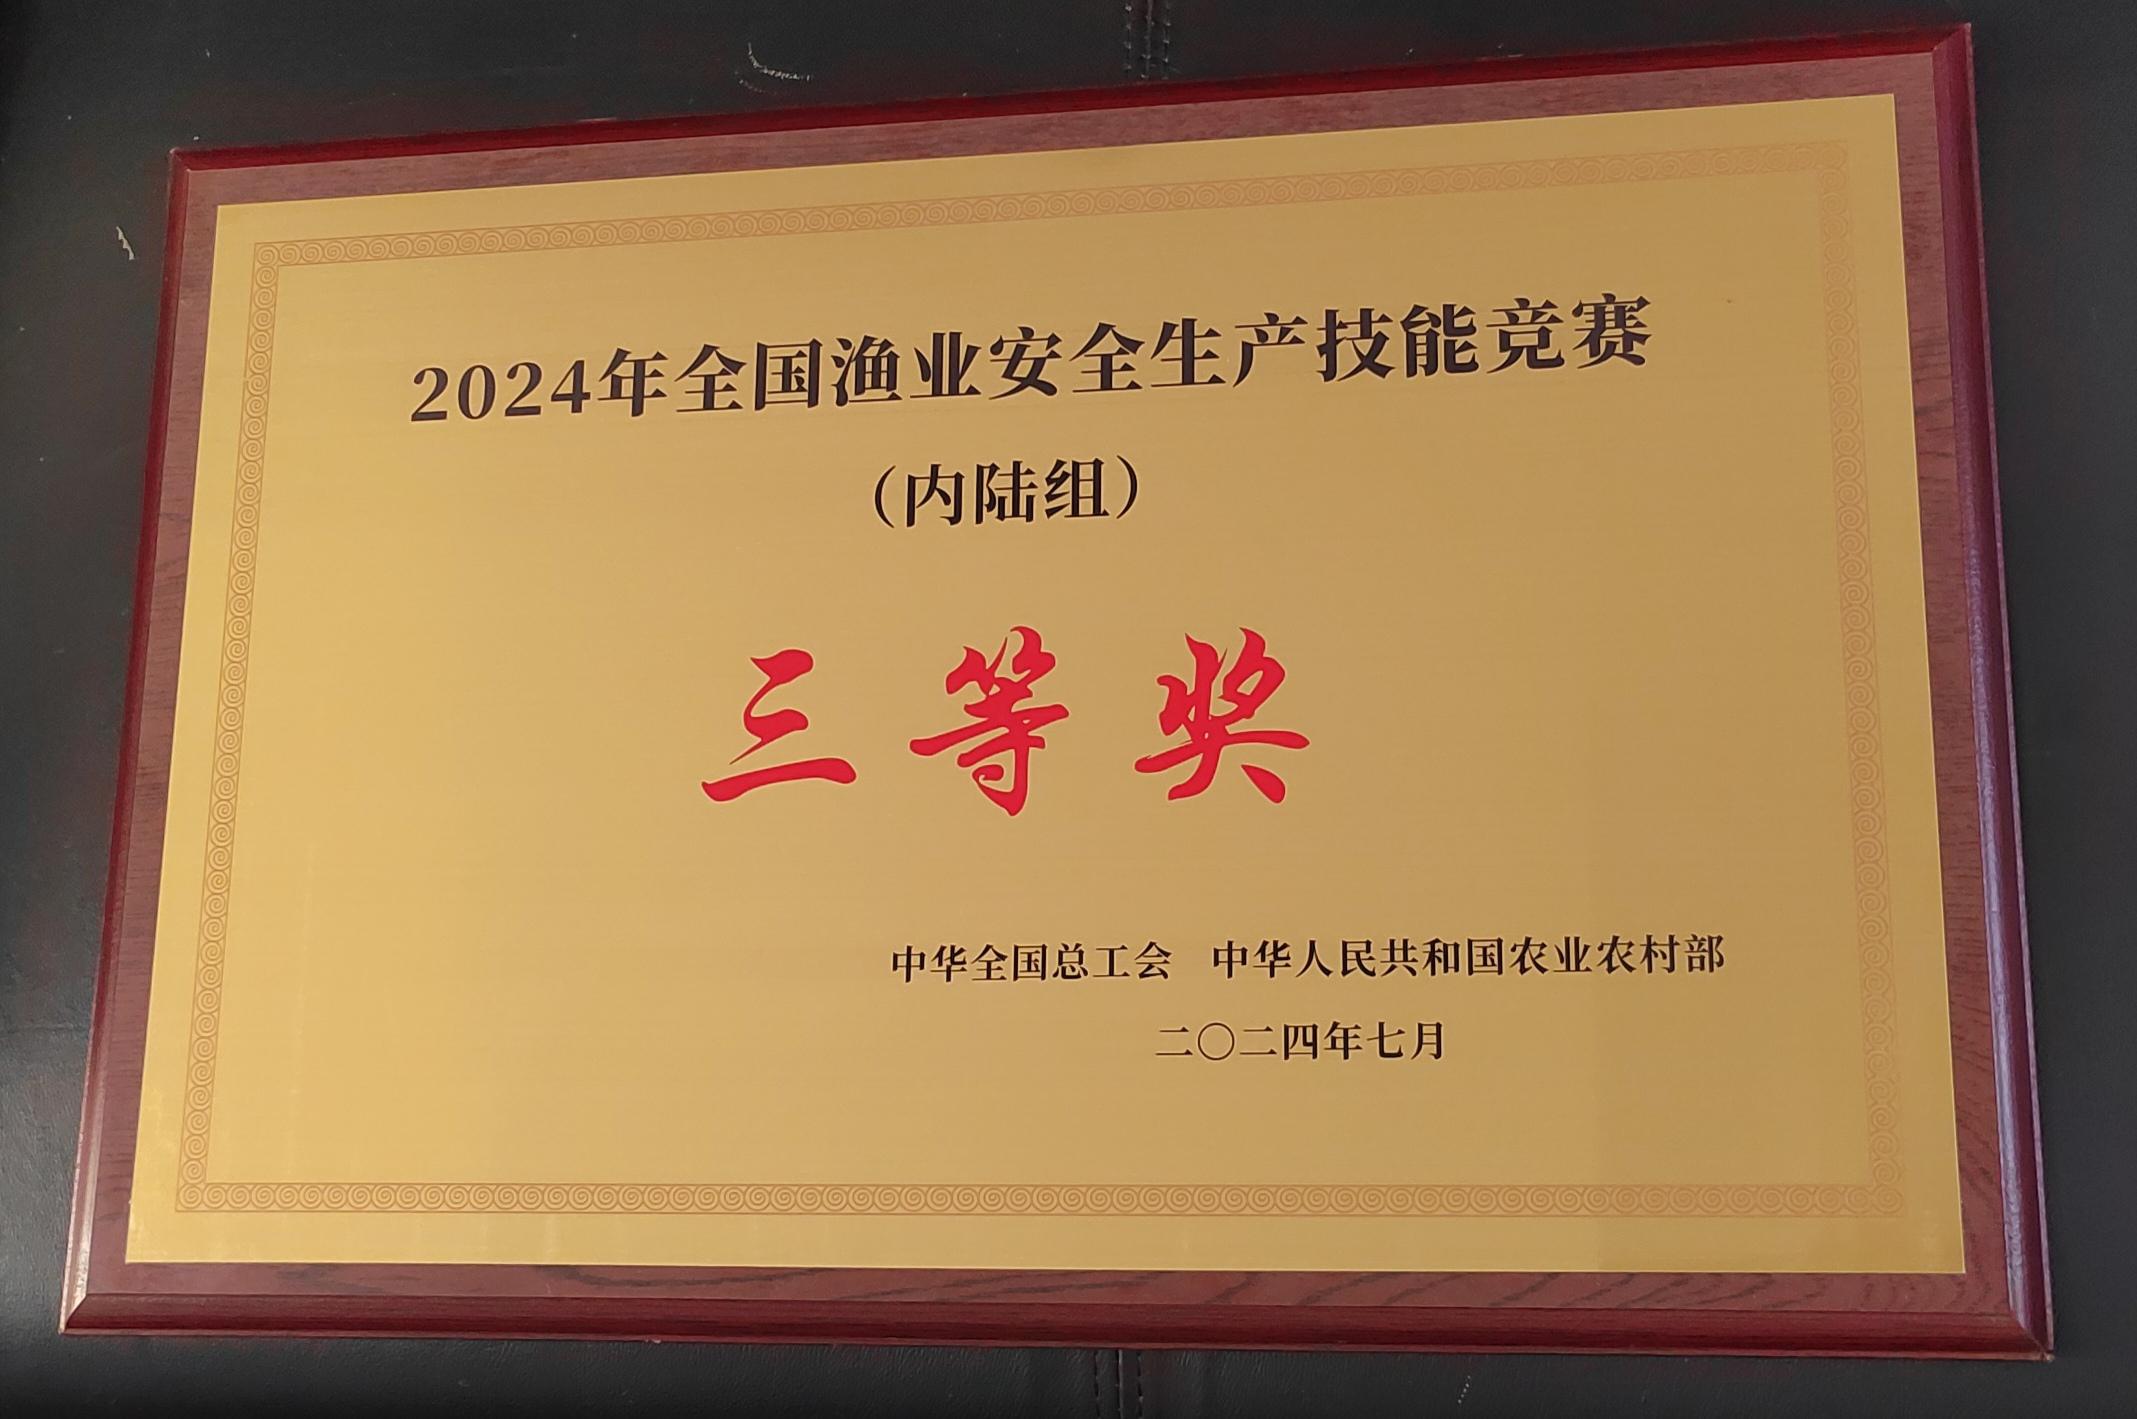 2024年全国渔业安全生产技能竞赛
（内陆组）
三等奖
中华全国总工会 中华人民共和国农业农村部
二〇二四年七月